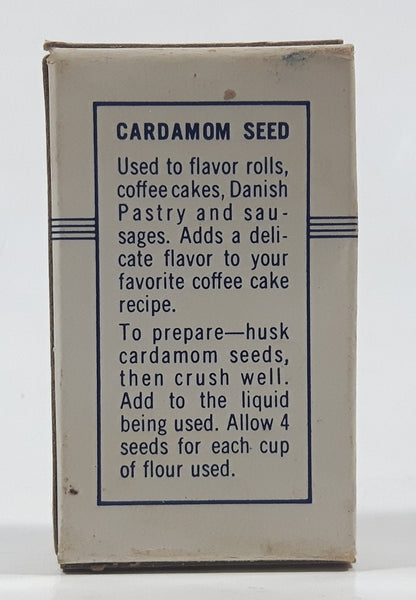 CARDAMOM SEED
Used to flavor rolls,
coffee cakes, Danish
Pastry and sau-
sages. Adds a deli-
cate flavor to your
favorite coffee cake
recipe.
To prepare—husk
cardamom seeds,
then crush well.
Add to the liquid
being used. Allow 4
seeds for each cup
of flour used.